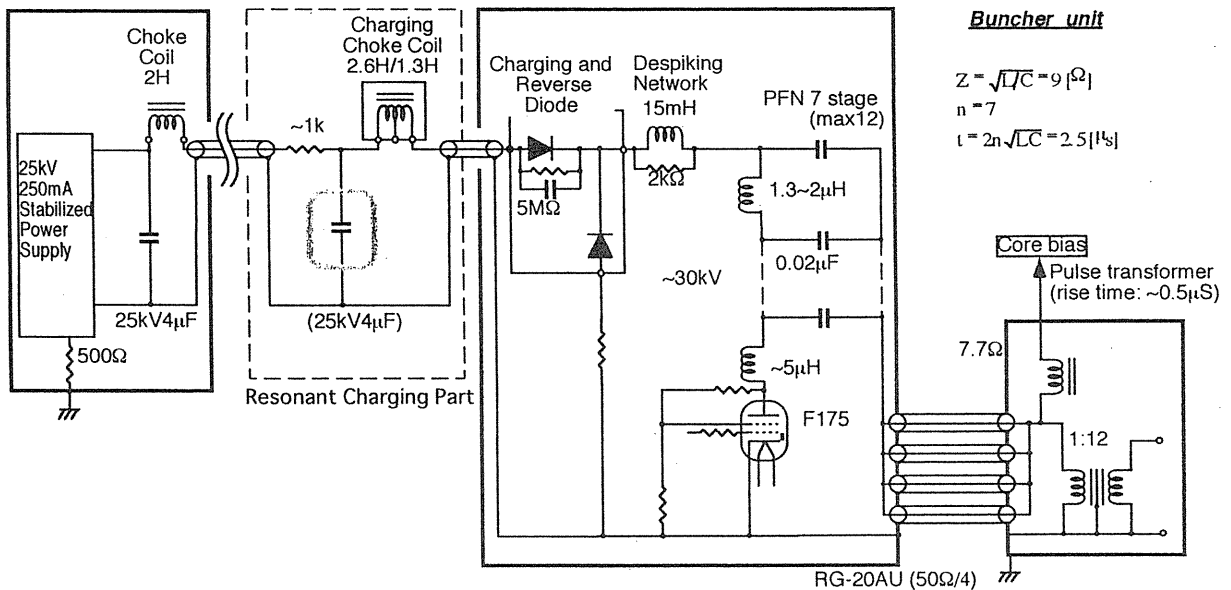 Buncher unit
Choke
Coil
2H
Charging
Choke Coil
2.6H/1.3H
Charging and
Reverse
Diode
Despiking
Network
15mH
PFN 7 stage
(max12)
Z = √L/C = 9 [Ω]
n = 7
t = 2n√LC = 2.5 [μs]
~1k
25kV
250mA
Stabilized
Power
Supply
2kΩ
5MΩ
1.3~2μH
0.02μF
~30kV
Core bias
Pulse transformer
(rise time: ~0.5μS)
25kV4μF
(25kV4μF)
500Ω
Resonant Charging Part
~5μH
F175
7.7Ω
1:12
RG-20AU (50Ω/4)